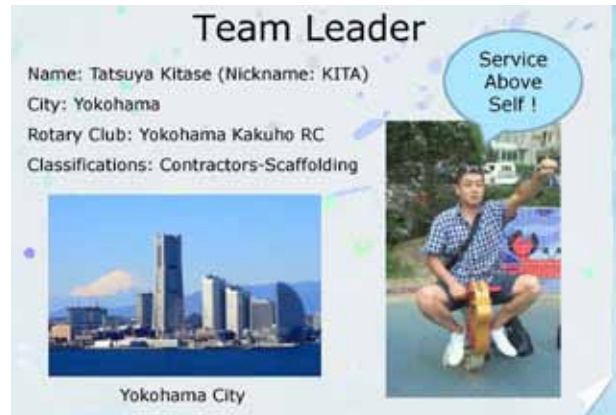 Team Leader
Service
Above
Self !
Name: Tatsuya Kitase (Nickname: KITA)
City: Yokohama
Rotary Club: Yokohama Kakuho RC
Classifications: Contractors-Scaffolding
Yokohama City